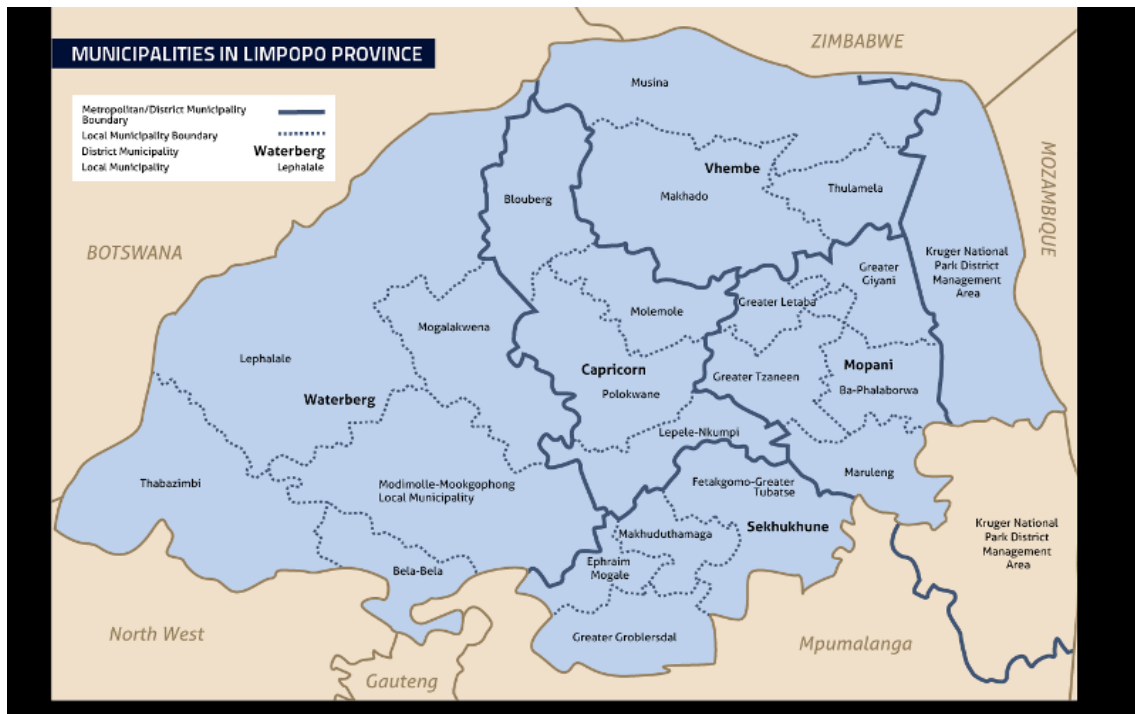 MUNICIPALITIES IN LIMPOPO PROVINCE
Metropolitan/District Municipality
Boundary
Local Municipality Boundary
District Municipality Waterberg
Local Municipality Lephalale
ZIMBABWE
MOZAMBIQUE
BOTSWANA
Musina
Vhembe
Makhado
Thulamela
Blouberg
Kruger National
Park District
Management
Area
Greater
Giyani
Greater Letaba
Molemole
Mogalakwena
Lephalale
Capricorn
Polokwane
Mopani
Greater Tzaneen
Ba-Phalaborwa
Waterberg
Lepele-Nkumpi
Maruleng
Thabazimbi
Modimolle-Mookgophong
Local Municipality
Fetakgomo-Greater
Tubatse
Sekhukhune
Makhuduthamaga
Ephraim
Mogale
Bela-Bela
Kruger National
Park District
Management
Area
Greater Groblersdal
North West
Gauteng
Mpumalanga